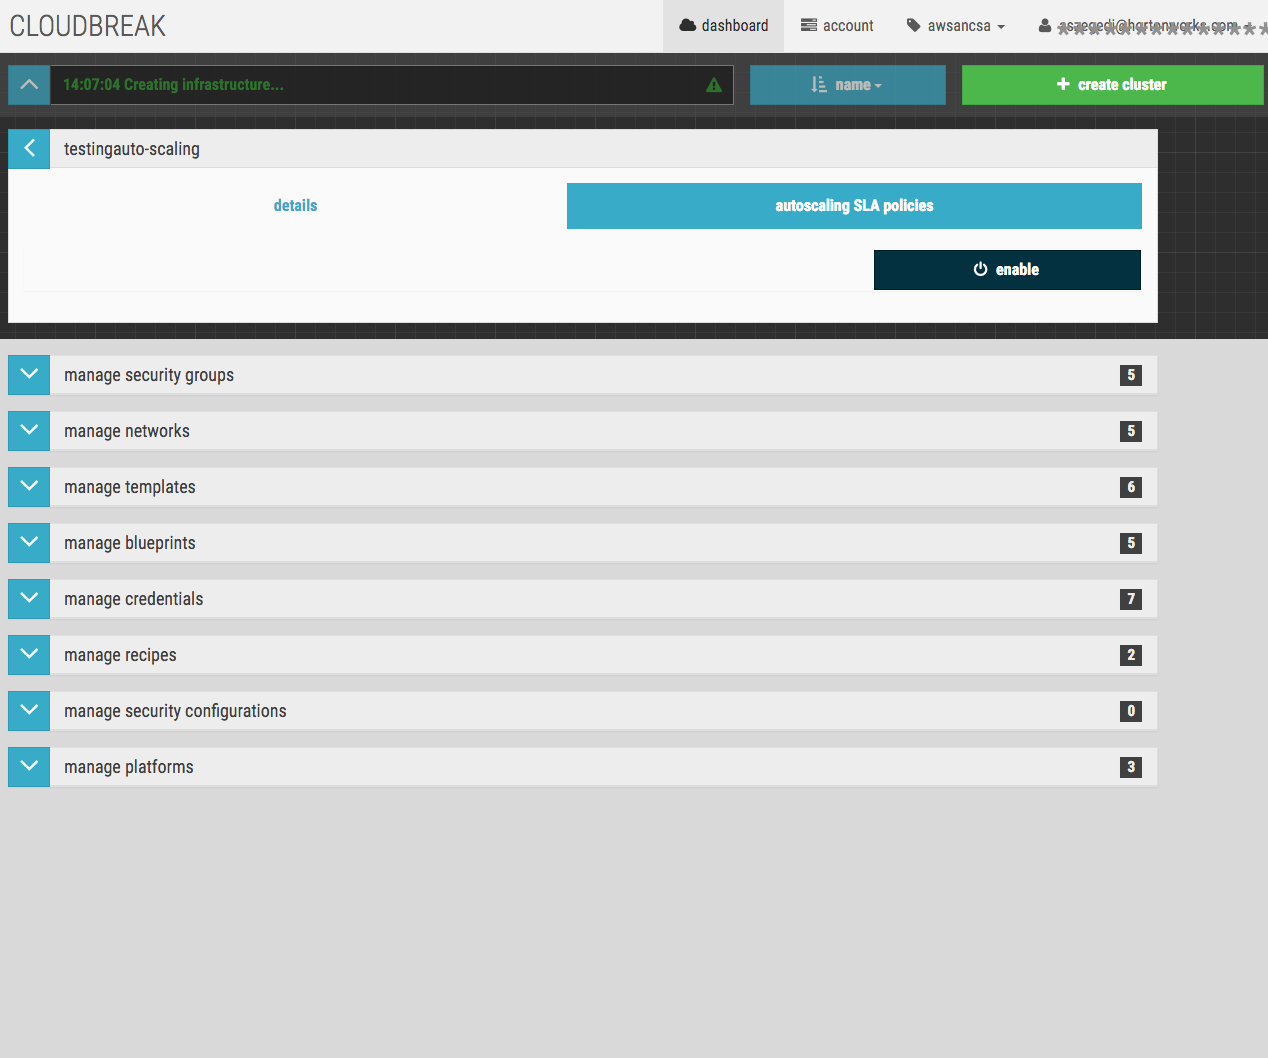 CLOUDBREAK
dashboard
account
awsancsa
14:07:04 Creating infrastructure...
name
create cluster
testingauto-scaling
details
autoscaling SLA policies
enable
manage security groups
5
manage networks
5
manage templates
6
manage blueprints
5
manage credentials
7
manage recipes
2
manage security configurations
0
manage platforms
3